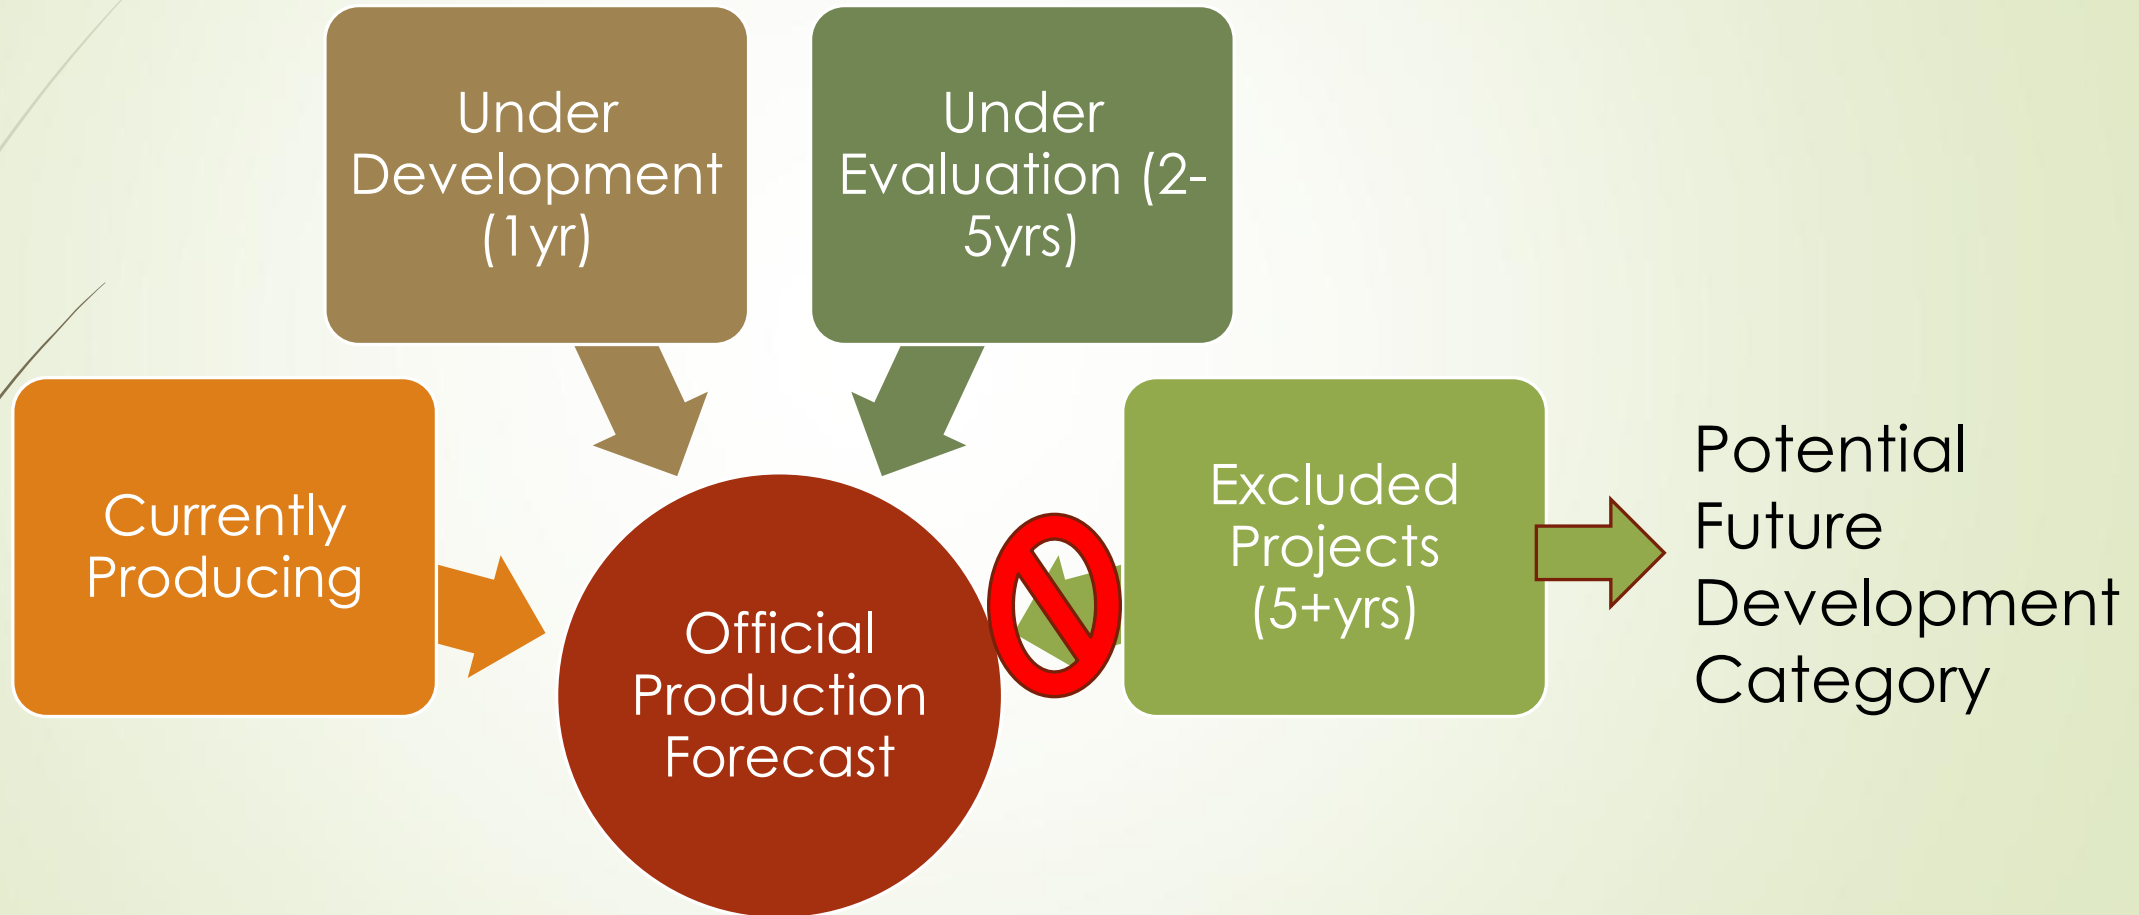 Under
Development
(1yr)
Under
Evaluation (2-
5yrs)
Currently
Producing
Official
Production
Forecast
Excluded
Projects
(5+yrs)
Potential
Future
Development
Category